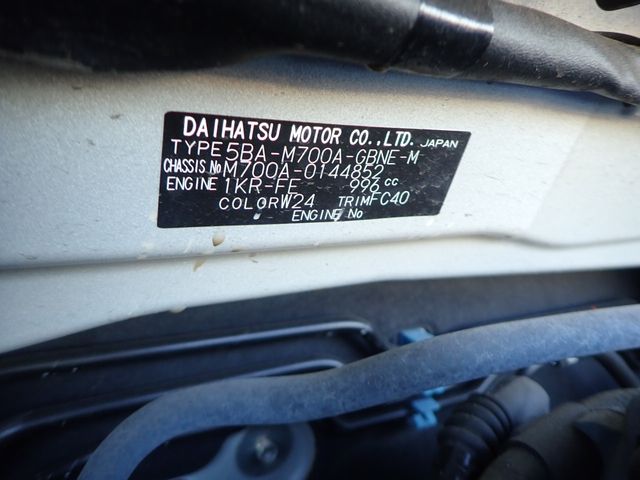 DAIHATSU MOTOR CO.,LTD. JAPAN
TYPE 5BA-M700A-GBNE-M
CHASSIS No M700A-0144852
ENGINE 1KR-FE 996 cc
COLOR W24 TRIM FC40
ENGINE No